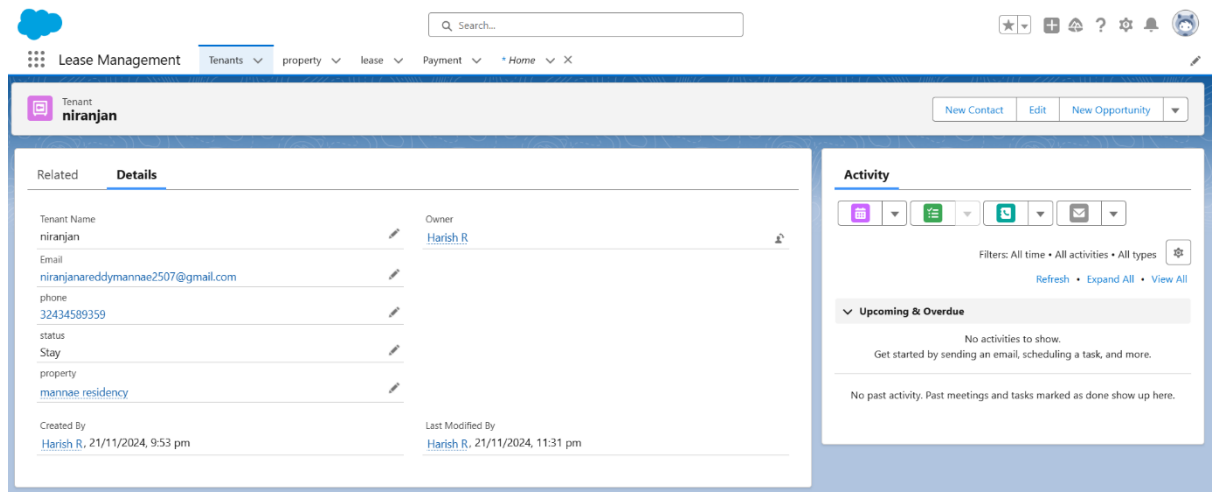 Search...
Lease Management Tenants property lease Payment * Home
Tenant
niranjan
New Contact Edit New Opportunity
Related Details
Tenant Name
niranjan
Owner
Harish R
Email
niranjanareddymannae2507@gmail.com
phone
32434589359
status
Stay
property
mannae residency
Created By
Harish R, 21/11/2024, 9:53 pm
Last Modified By
Harish R, 21/11/2024, 11:31 pm
Activity
Filters: All time • All activities • All types
Refresh • Expand All • View All
Upcoming & Overdue
No activities to show.
Get started by sending an email, scheduling a task, and more.
No past activity. Past meetings and tasks marked as done show up here.